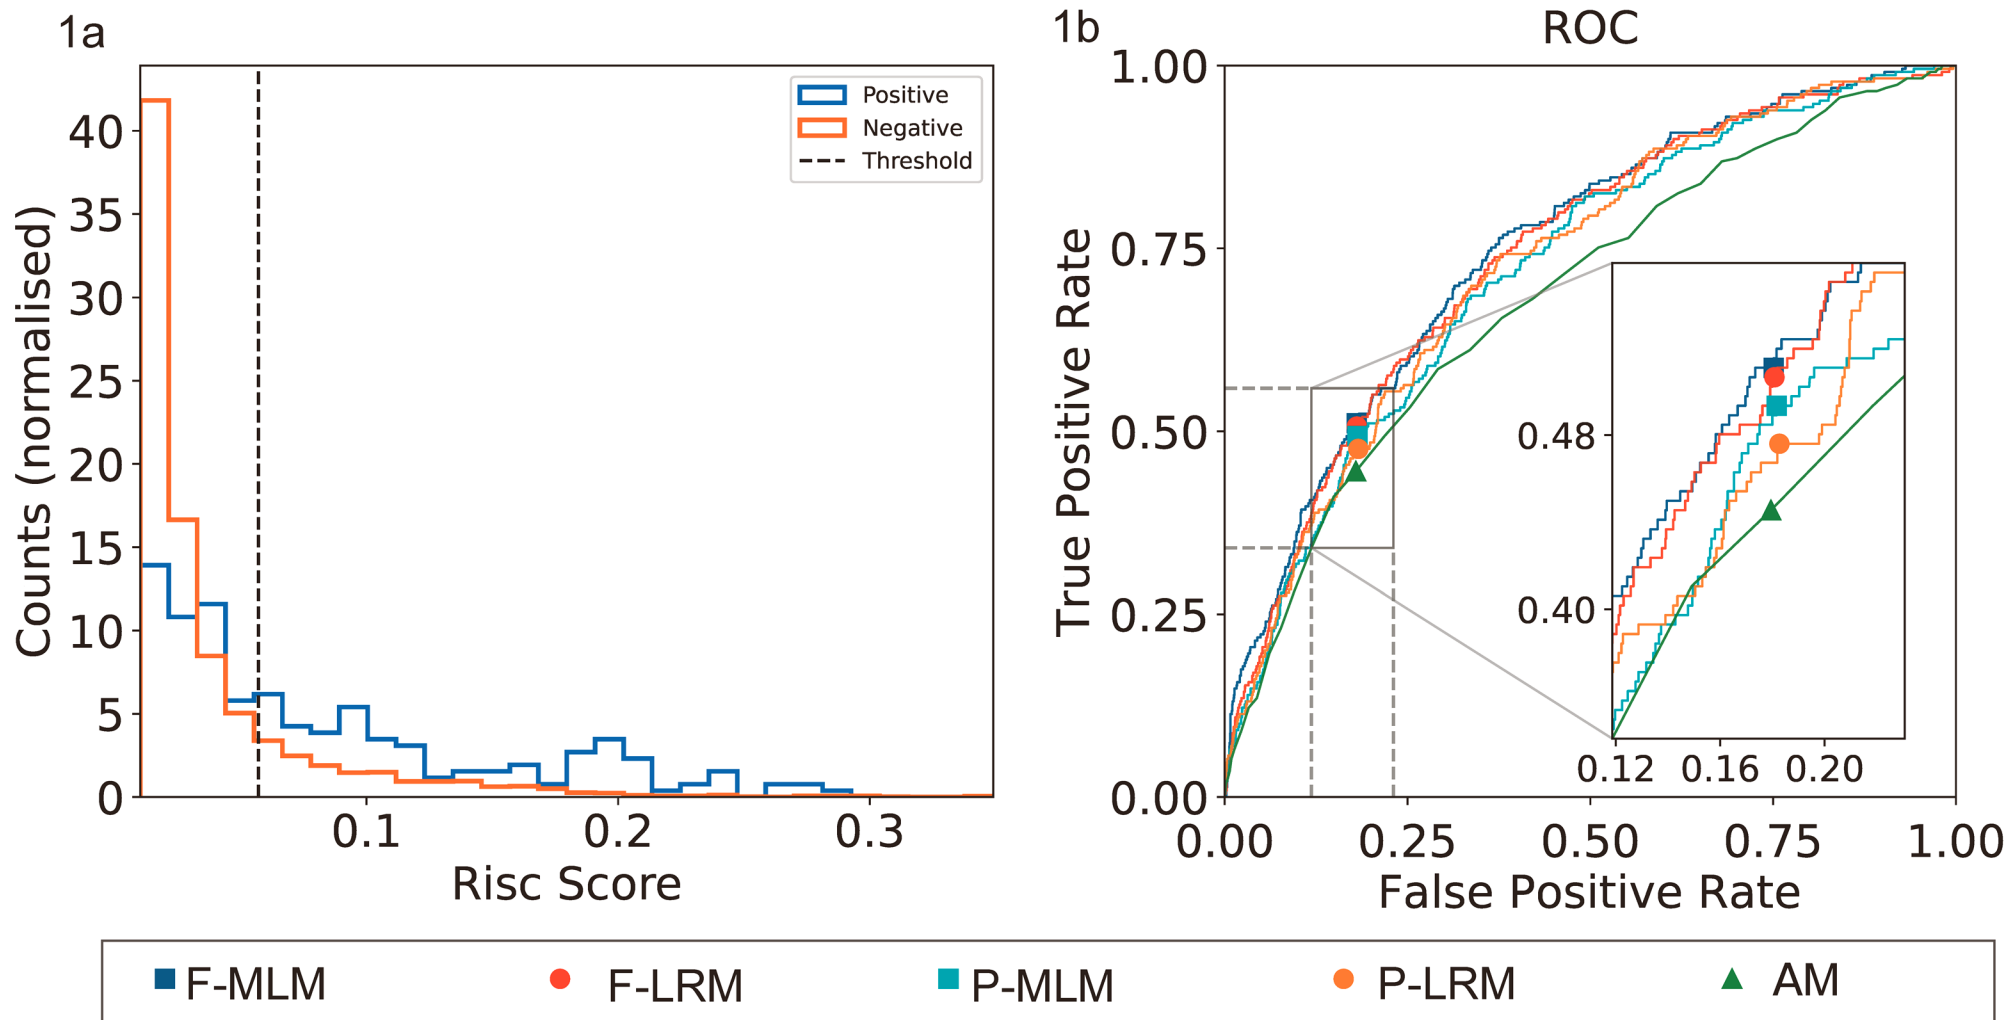 1a
40
35
30
25
20
15
10
5
0
Counts (normalised)
0.1 0.2 0.3
Risc Score
Positive
Negative
Threshold
1b
ROC
1.00
0.75
0.50
0.25
0.00
True Positive Rate
0.00 0.25 0.50 0.75 1.00
False Positive Rate
0.48
0.40
0.12 0.16 0.20
F-MLM F-LRM P-MLM P-LRM AM